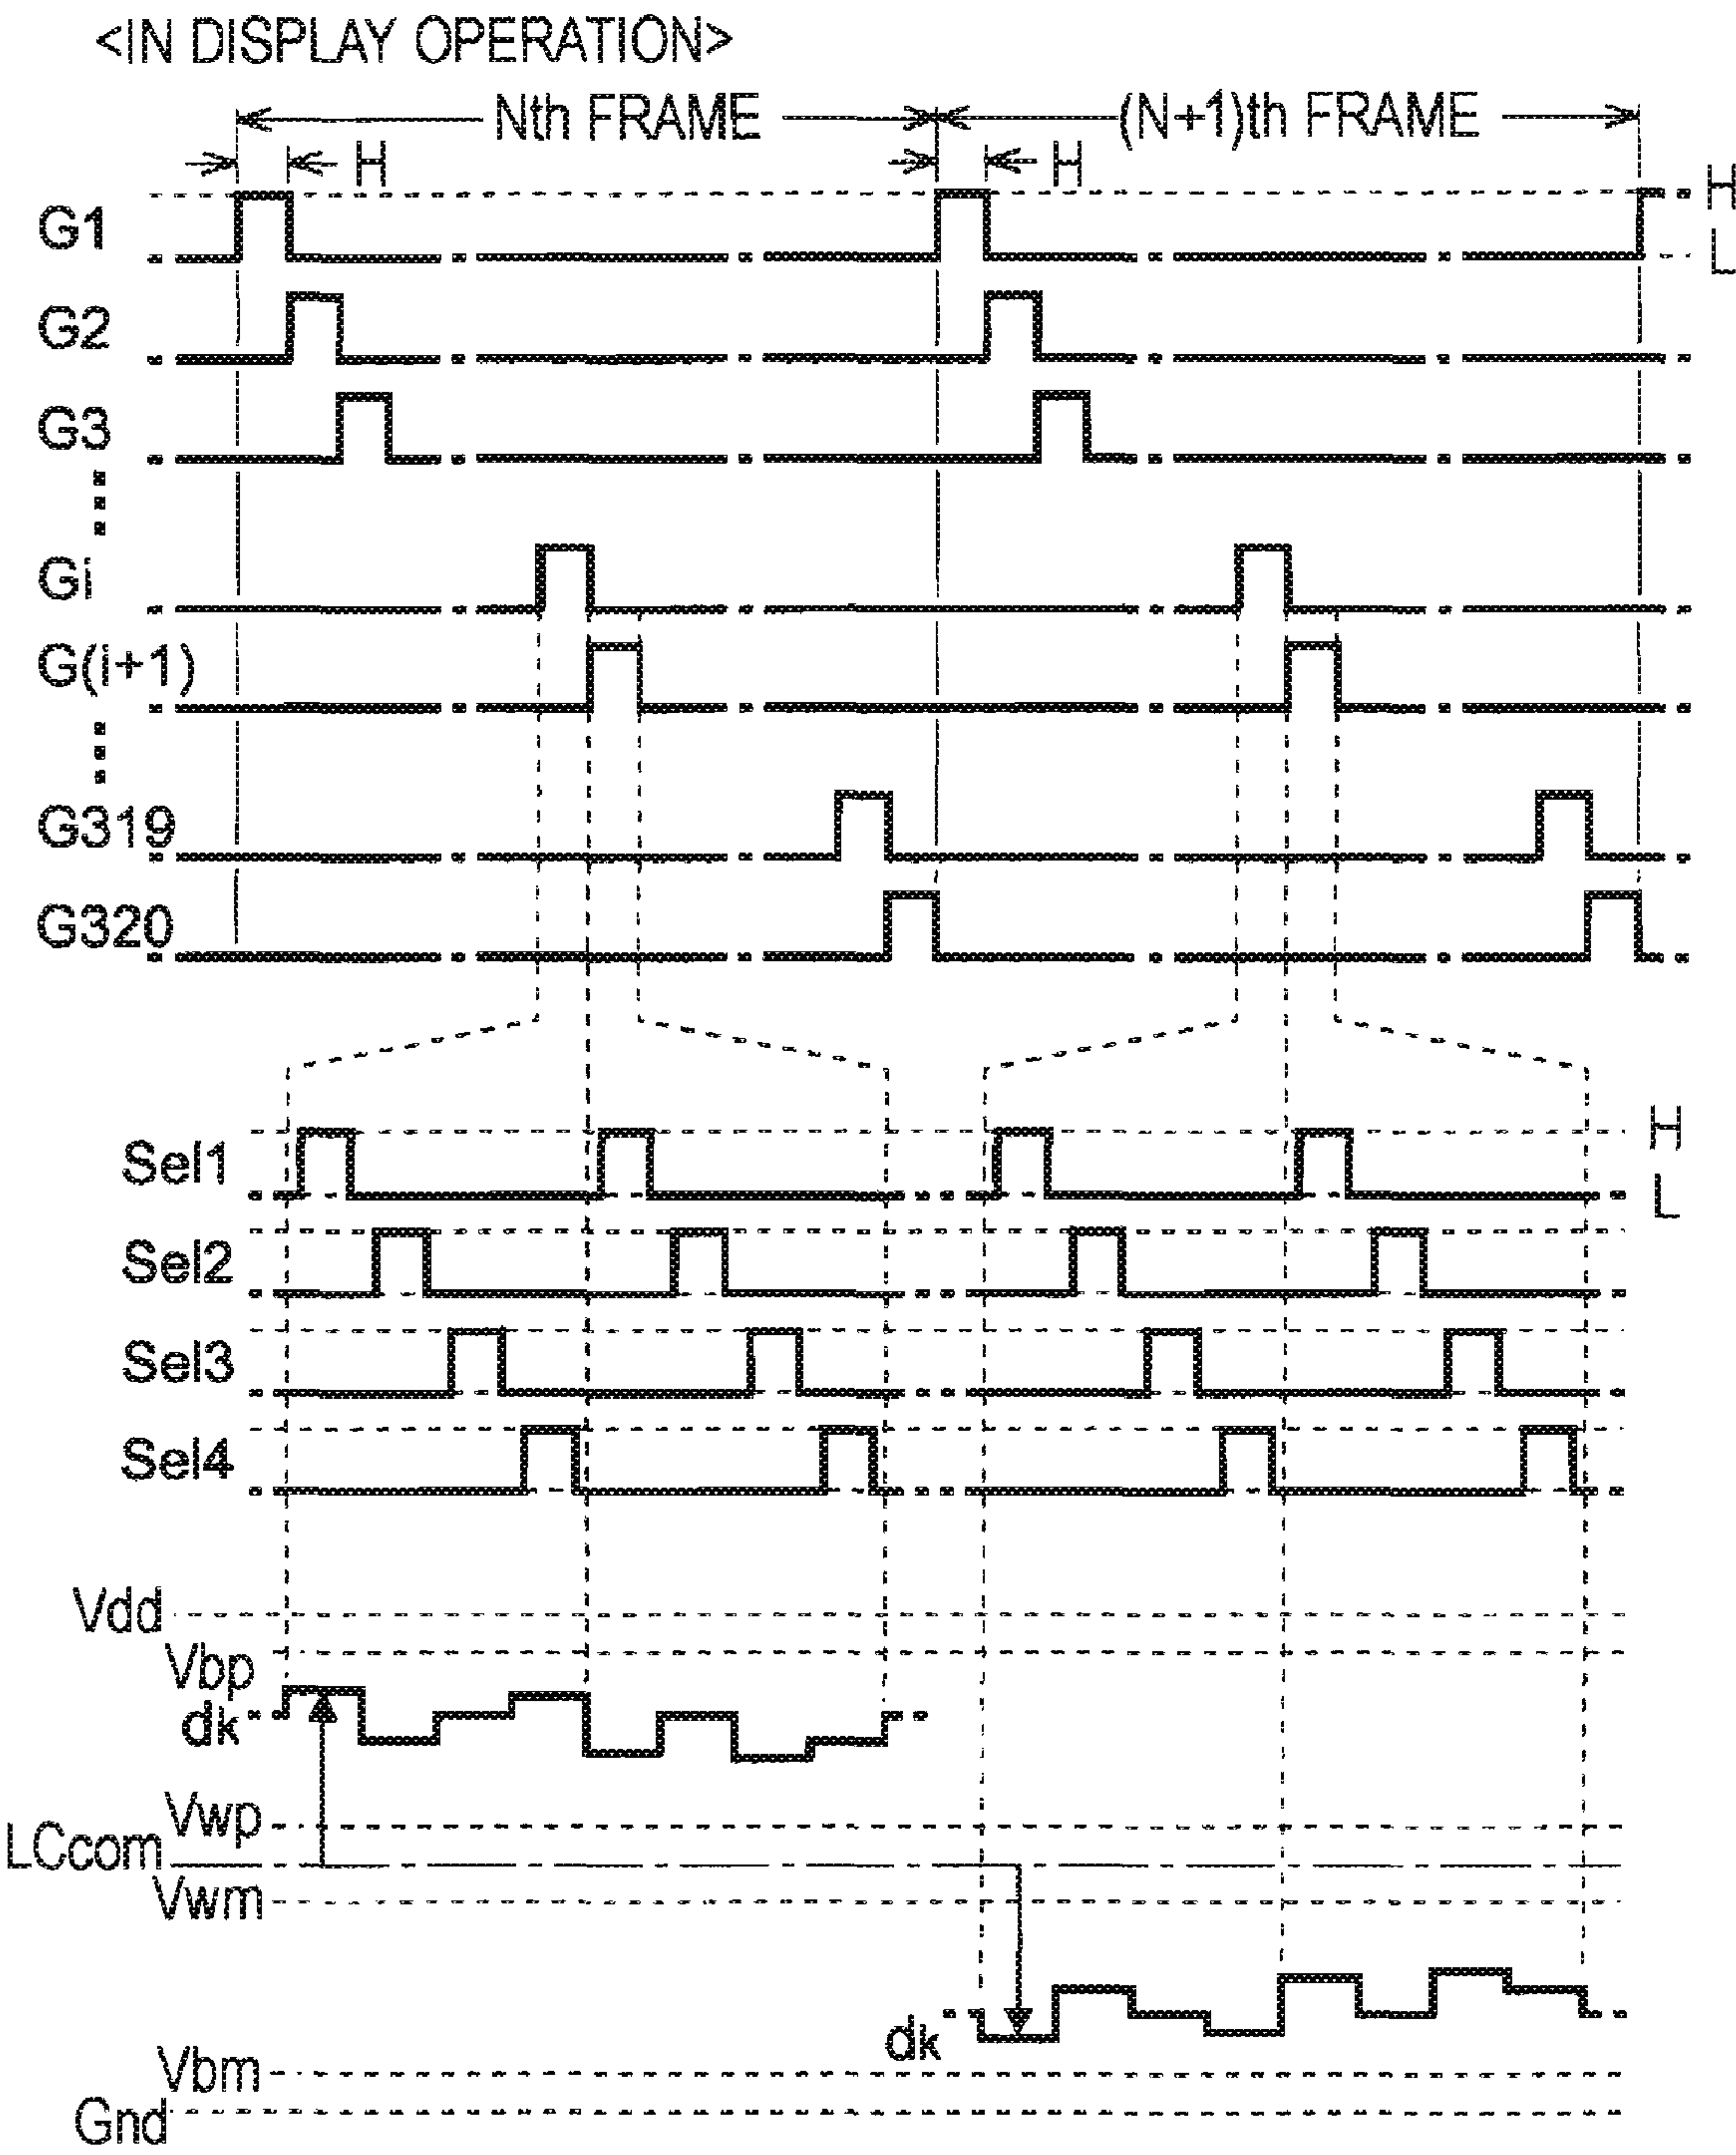 <IN DISPLAY OPERATION>
Nth FRAME (N+1)th FRAME
H H
G1 H
L
G2
G3
Gi
G(i+1)
G319
G320
Sel1 H
L
Sel2
Sel3
Sel4
Vdd
Vbp
dk
Vwp
LCcom
Vwm
dk
Vbm
Gnd